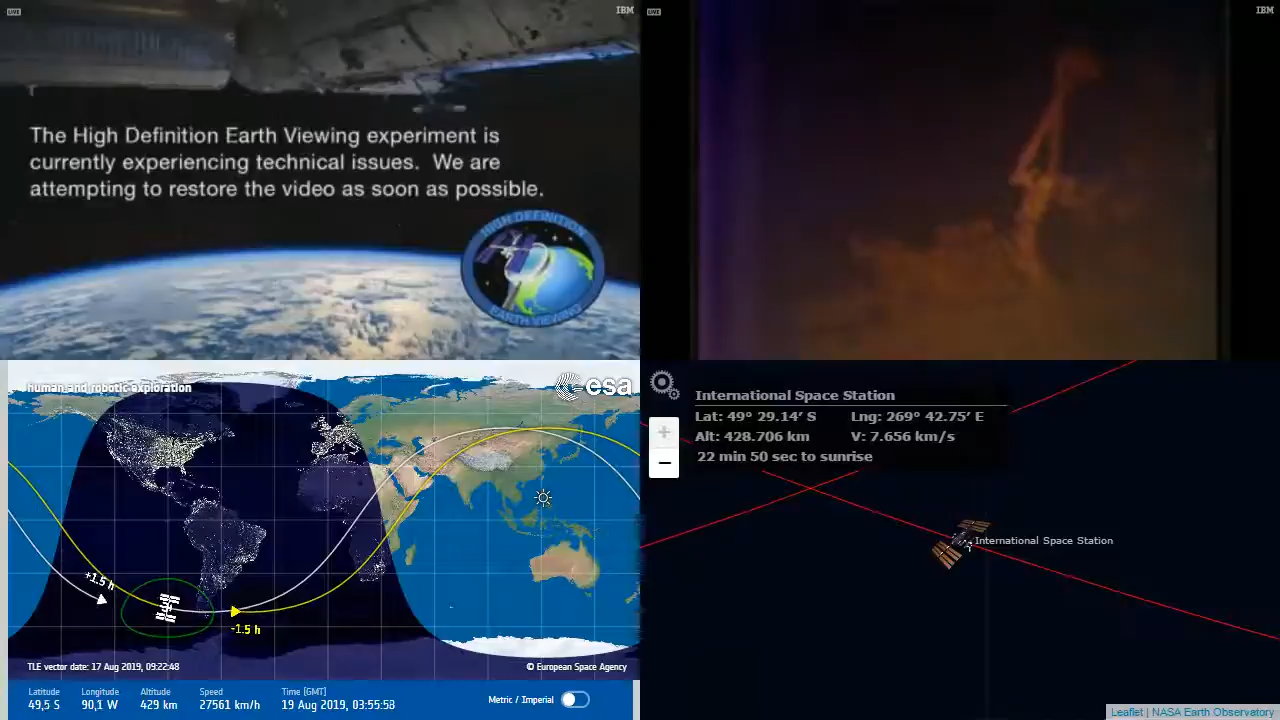 LIVE
IBM
The High Definition Earth Viewing experiment is
currently experiencing technical issues. We are
attempting to restore the video as soon as possible.
HIGH DEFINITION
EARTH VIEWING
LIVE
IBM
human and robotic exploration
esa
+1.5 h
-1.5 h
TLE vector date: 17 Aug 2019, 09:22:48
© European Space Agency
Latitude Longitude Altitude Speed Time [GMT]
49,5 S 90,1 W 429 km 27561 km/h 19 Aug 2019, 03:55:58
Metric / Imperial
+
−
International Space Station
Lat: 49° 29.14′ S Lng: 269° 42.75′ E
Alt: 428.706 km V: 7.656 km/s
22 min 50 sec to sunrise
International Space Station
Leaflet | NASA Earth Observatory